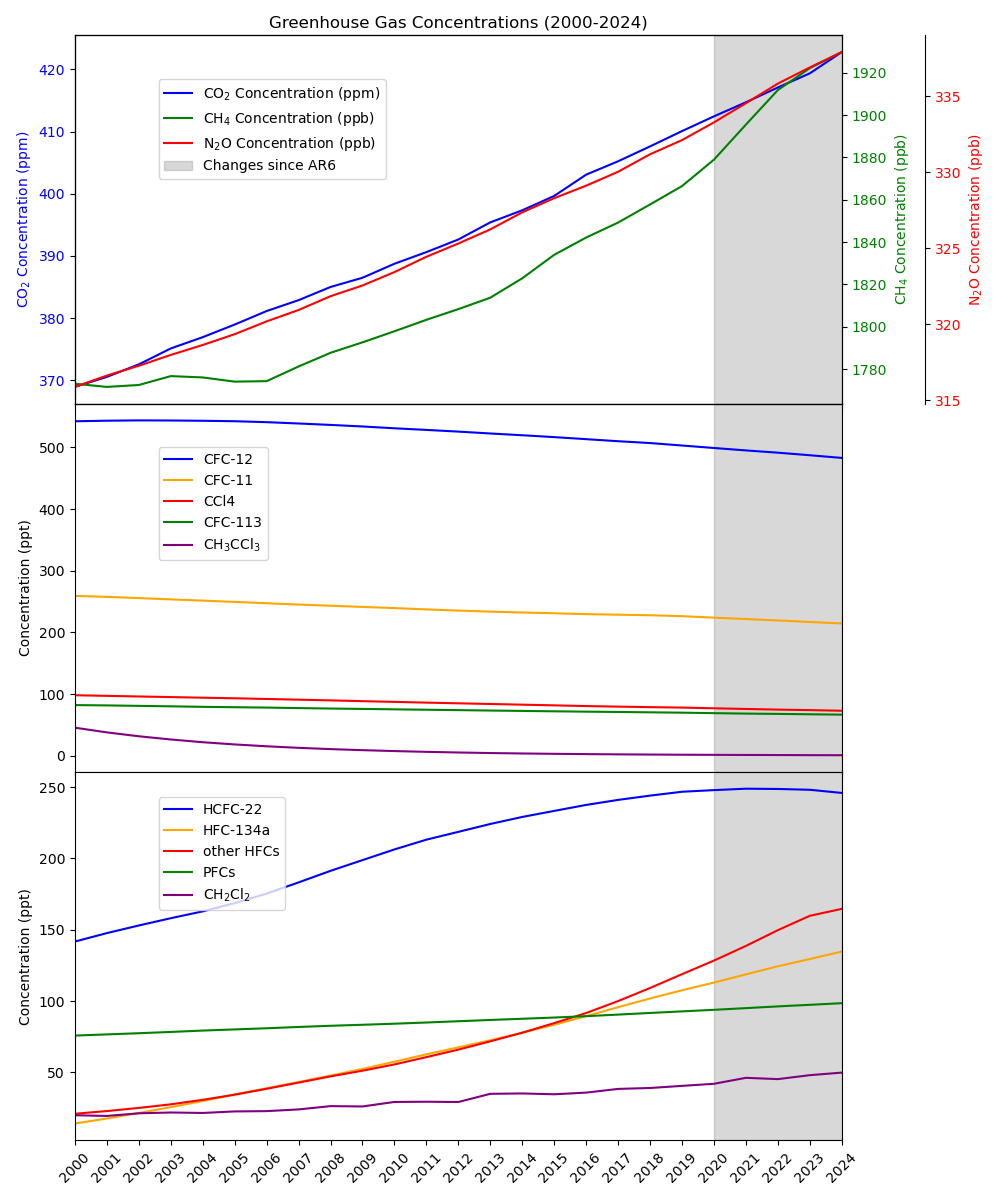 Greenhouse Gas Concentrations (2000-2024)
CO₂ Concentration (ppm)
420
410
400
390
380
370
CO₂ Concentration (ppm)
CH₄ Concentration (ppb)
N₂O Concentration (ppb)
Changes since AR6
1920
1900
1880
1860
1840
1820
1800
1780
CH₄ Concentration (ppb)
335
330
325
320
315
N₂O Concentration (ppb)
Concentration (ppt)
500
400
300
200
100
0
CFC-12
CFC-11
CCl4
CFC-113
CH₃CCl₃
Concentration (ppt)
250
200
150
100
50
HCFC-22
HFC-134a
other HFCs
PFCs
CH₂Cl₂
2000 2001 2002 2003 2004 2005 2006 2007 2008 2009 2010 2011 2012 2013 2014 2015 2016 2017 2018 2019 2020 2021 2022 2023 2024